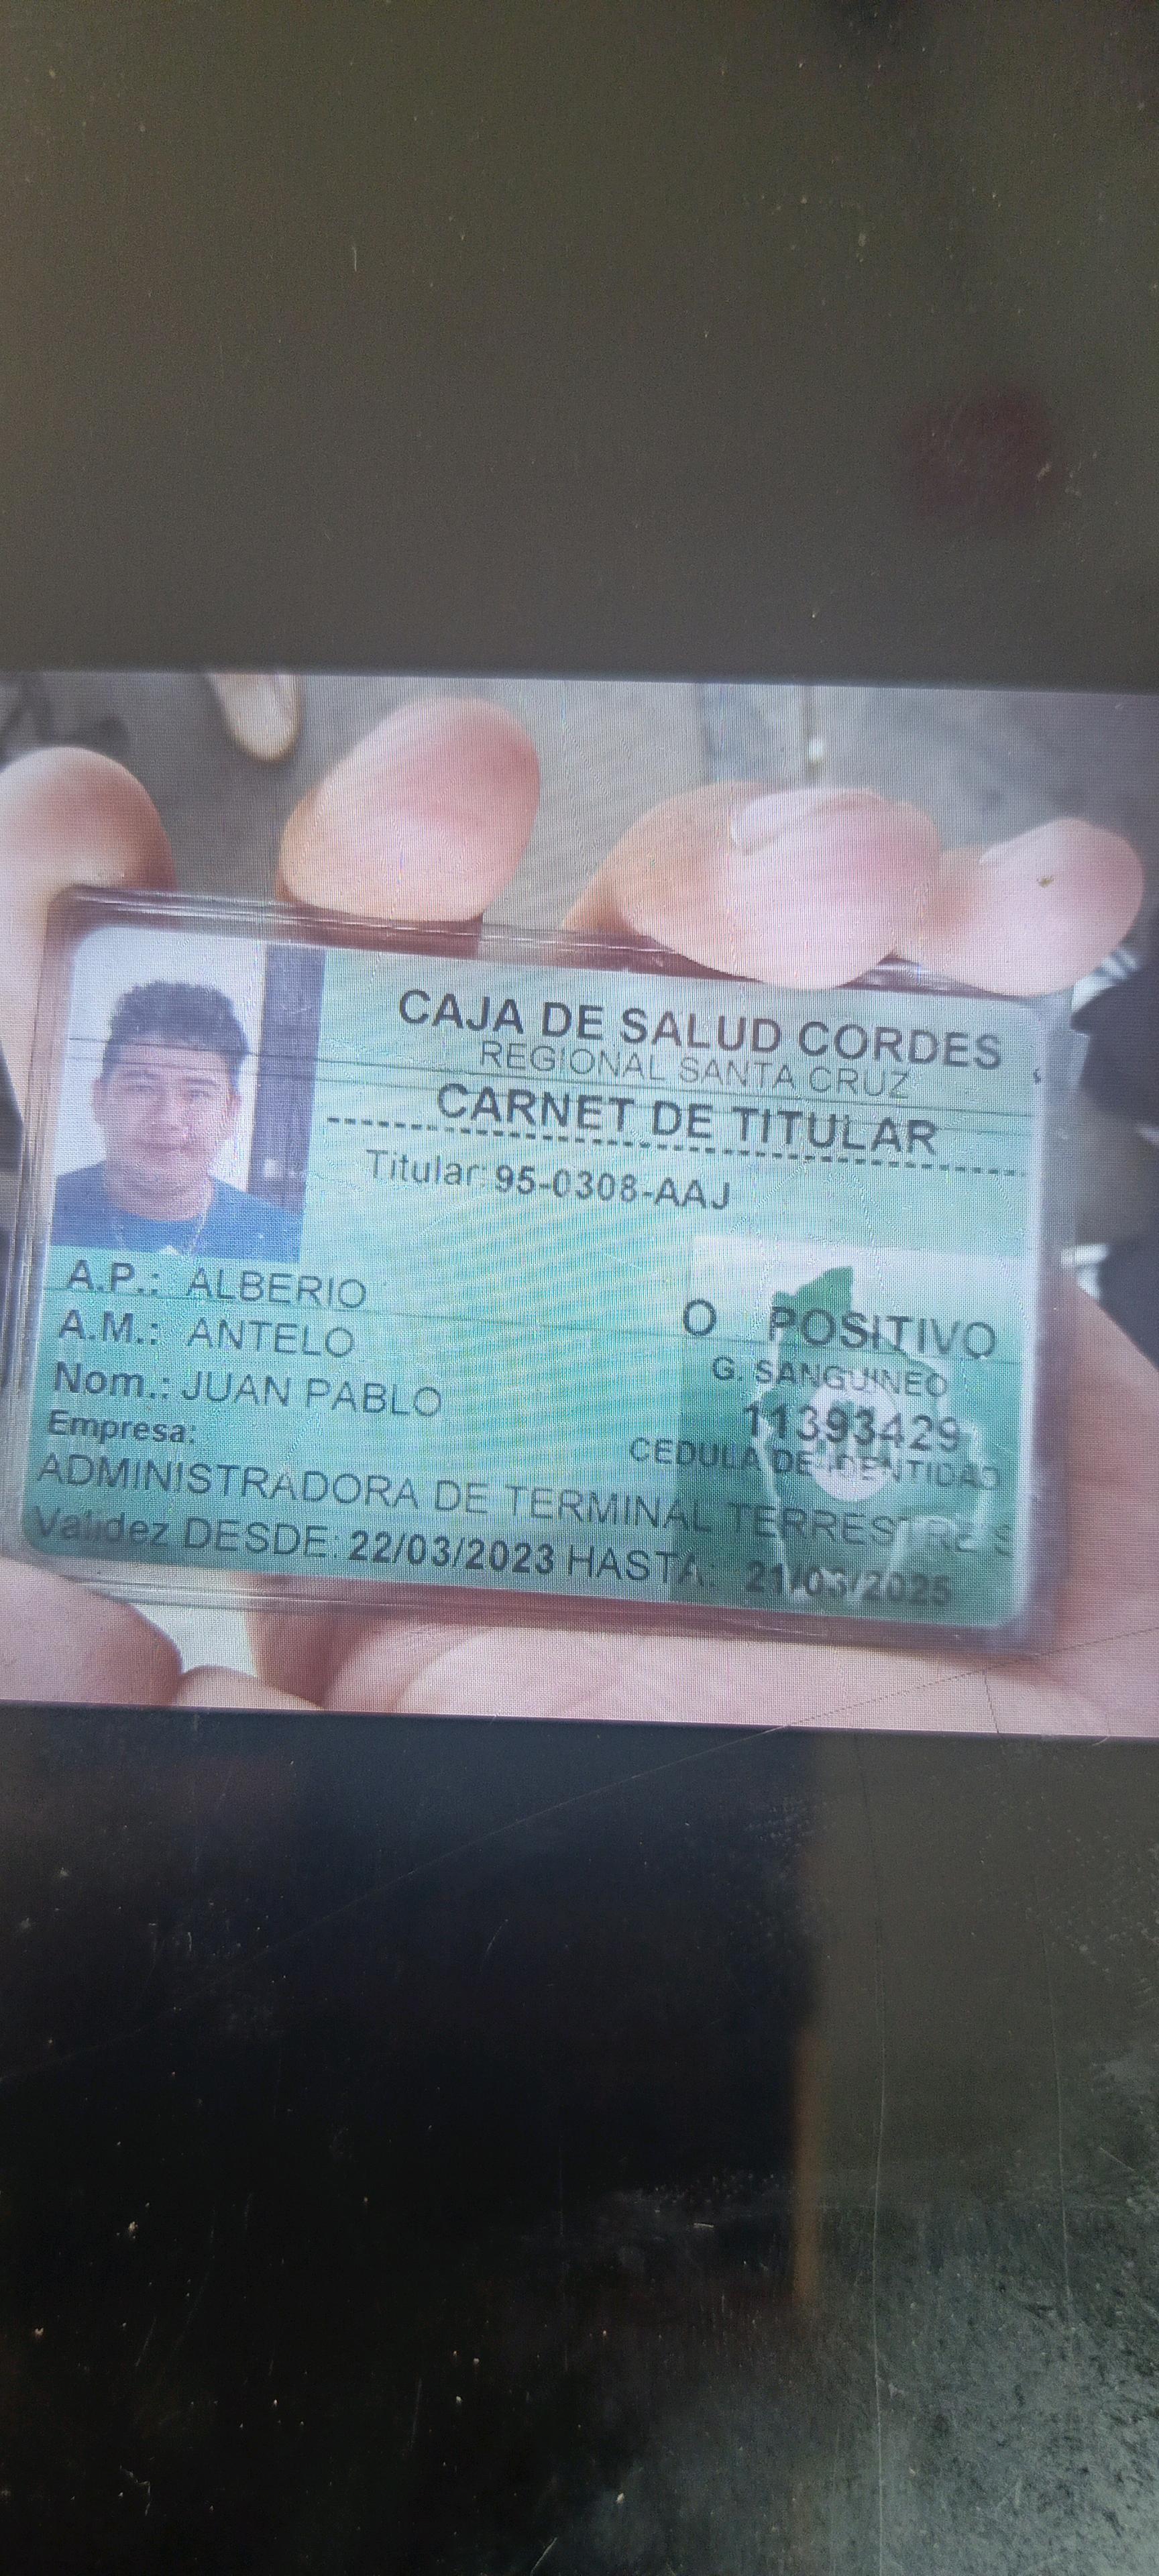 CAJA DE SALUD CORDES
REGIONAL SANTA CRUZ
CARNET DE TITULAR
Titular: 95-0308-AAJ
A.P.: ALBERIO
A.M.: ANTELO
Nom.: JUAN PABLO
O POSITIVO
G. SANGUINEO
11393429
CEDULA DE IDENTIDAD
Empresa:
ADMINISTRADORA DE TERMINAL
Validez DESDE: 22/03/2023 HASTA: 21/03/2025